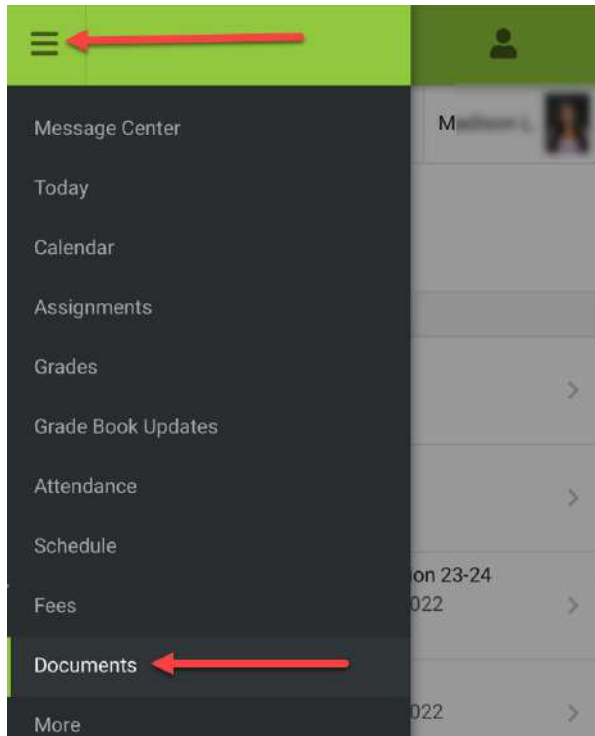 M
Message Center
Today
Calendar
Assignments
Grades
Grade Book Updates
Attendance
Schedule
ion 23-24
Fees
022
Documents
More
022